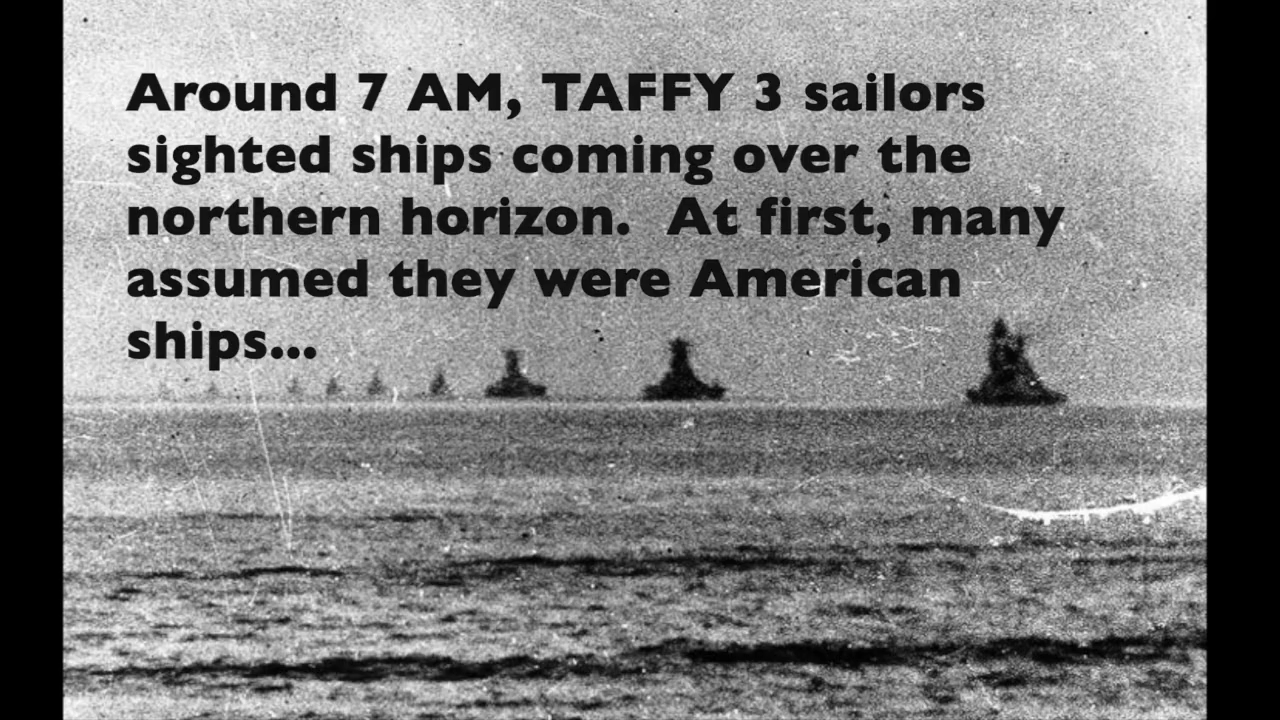 Around 7 AM, TAFFY 3 sailors
sighted ships coming over the
northern horizon.  At first, many
assumed they were American
ships...